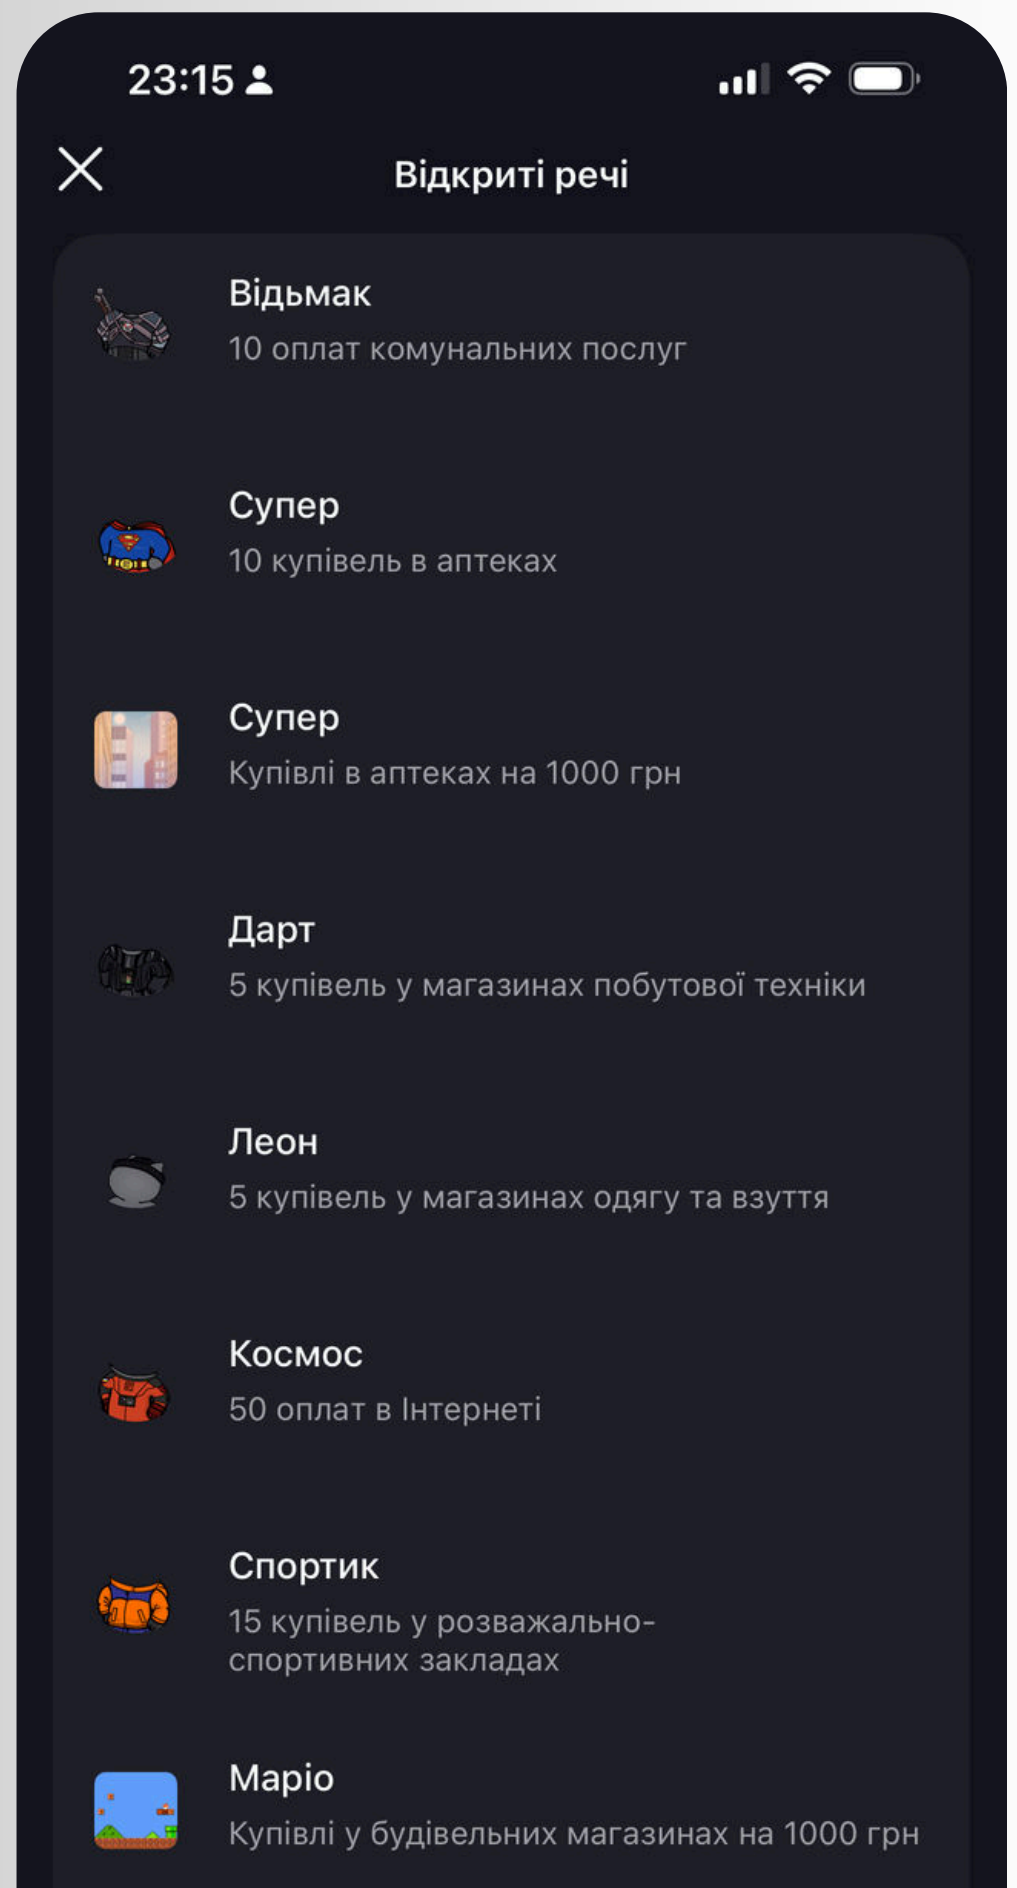 23:15
Відкриті речі
Відьмак
10 оплат комунальних послуг
Супер
10 купівель в аптеках
Супер
Купівлі в аптеках на 1000 грн
Дарт
5 купівель у магазинах побутової техніки
Леон
5 купівель у магазинах одягу та взуття
Космос
50 оплат в Інтернеті
Спортик
15 купівель у розважально-
спортивних закладах
Маріо
Купівлі у будівельних магазинах на 1000 грн